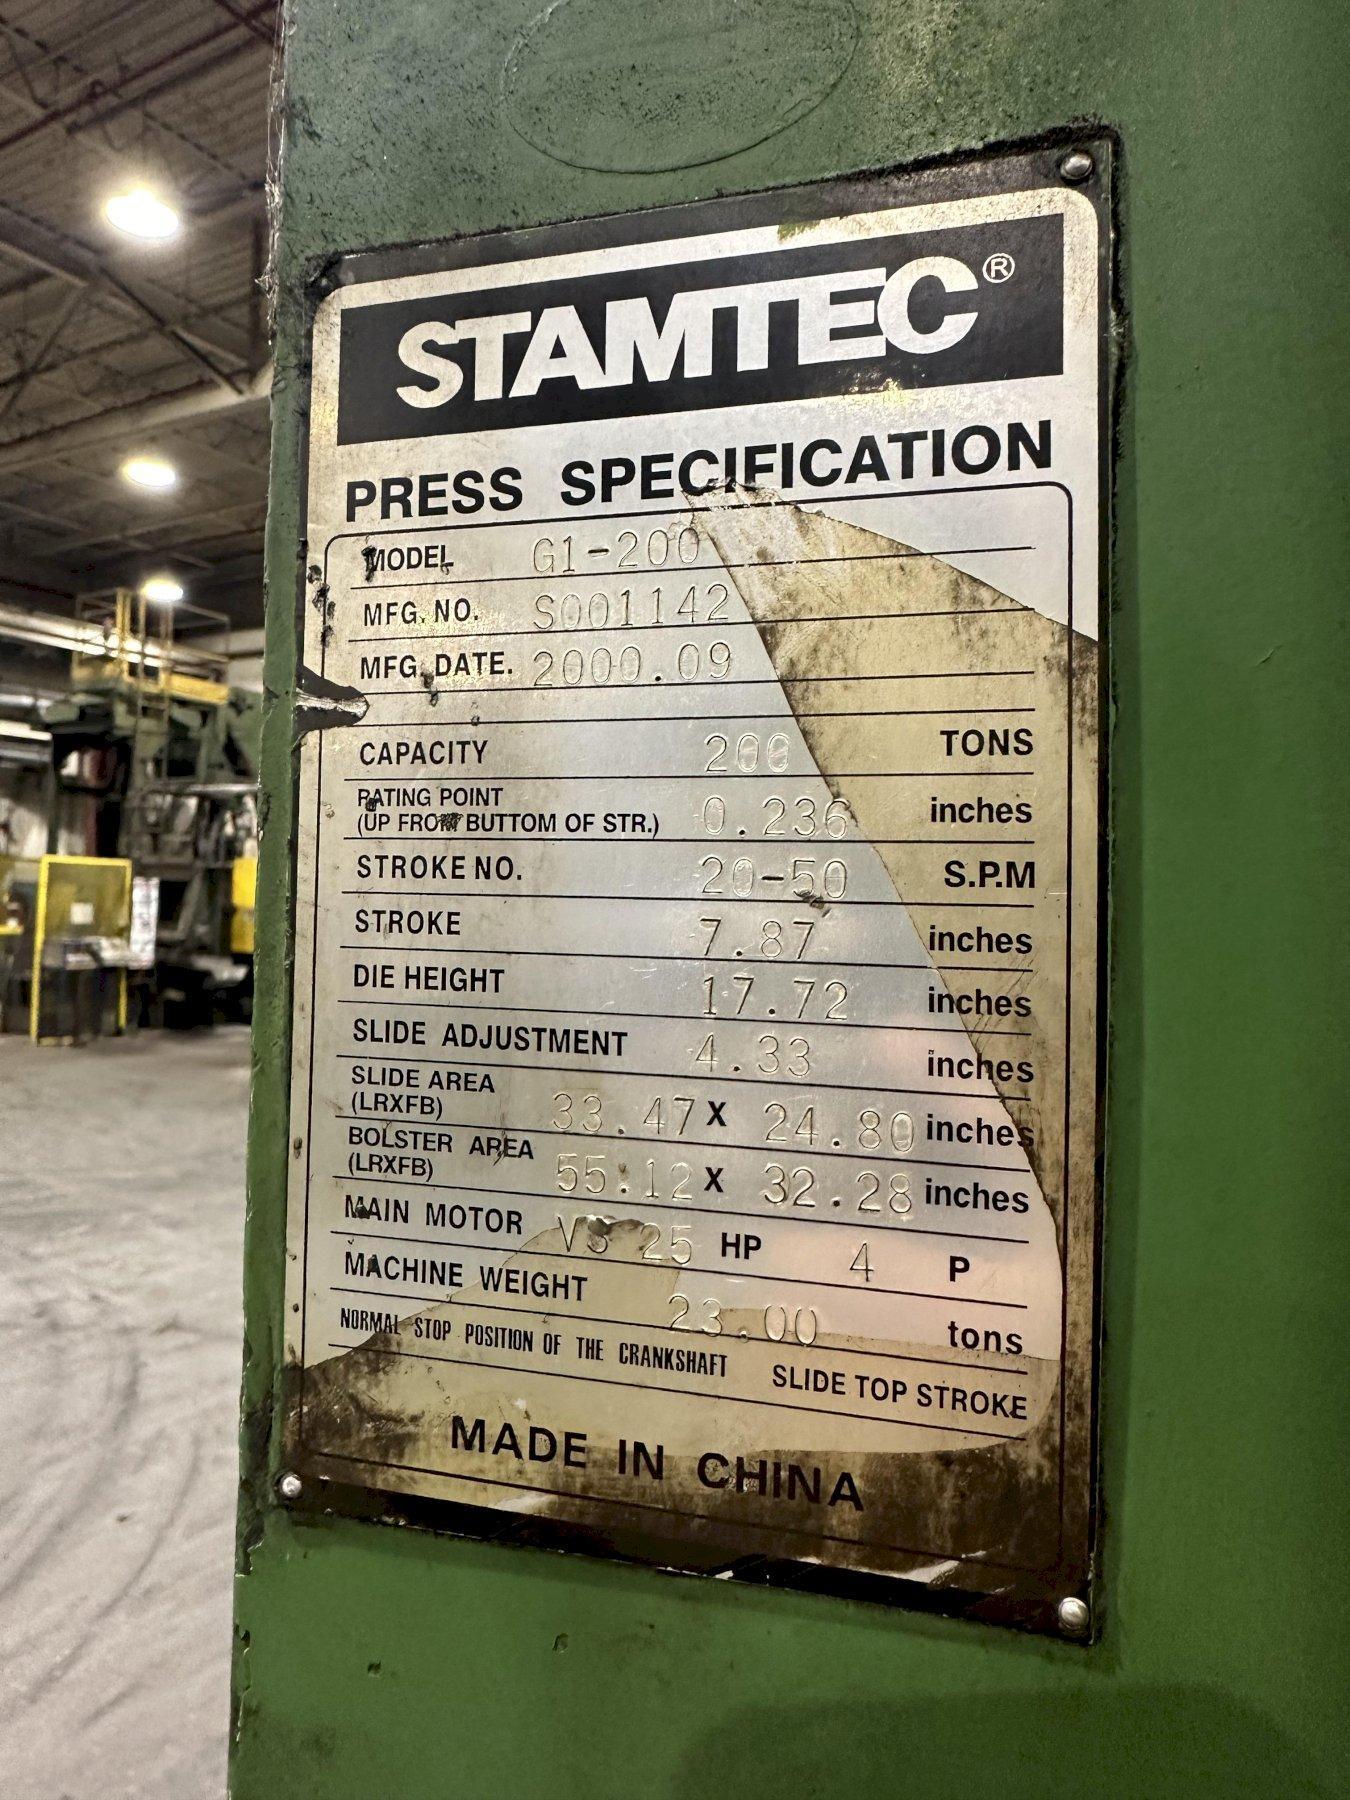 STAMTEC®
PRESS SPECIFICATION
MODEL G1-200
MFG. NO. S001142
MFG. DATE. 2000.09
CAPACITY 200 TONS
RATING POINT
(UP FROM BUTTOM OF STR.) 0.236 inches
STROKE NO. 20-50 S.P.M
STROKE 7.87 inches
DIE HEIGHT 17.72 inches
SLIDE ADJUSTMENT 4.33 inches
SLIDE AREA
(LRXFB) 33.47 X 24.80 inches
BOLSTER AREA
(LRXFB) 55.12 X 32.28 inches
MAIN MOTOR VS 25 HP 4 P
MACHINE WEIGHT 23.00 tons
NORMAL STOP POSITION OF THE CRANKSHAFT SLIDE TOP STROKE
MADE IN CHINA